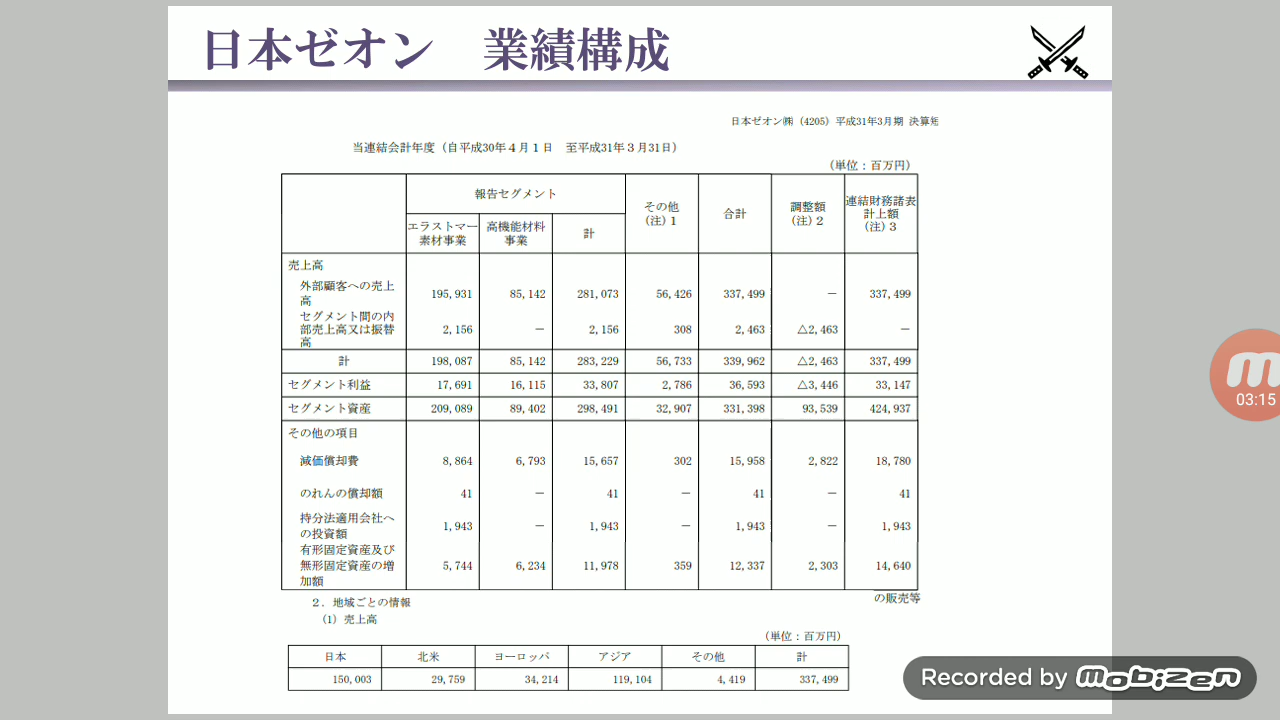 日本ゼオン　業績構成
日本ゼオン㈱ (4205) 平成31年3月期 決算短
当連結会計年度（自平成30年４月１日　至平成31年３月31日）
（単位：百万円）
報告セグメント
その他
(注)１
合計
調整額
(注)２
連結財務諸表
計上額
(注)３
エラストマー
素材事業
高機能材料
事業
計
売上高
外部顧客への売上
高
195,931 85,142 281,073 56,426 337,499 － 337,499
セグメント間の内
部売上高又は振替
高
2,156 － 2,156 308 2,463 △2,463 －
計 198,087 85,142 283,229 56,733 339,962 △2,463 337,499
セグメント利益 17,691 16,115 33,807 2,786 36,593 △3,446 33,147
セグメント資産 209,089 89,402 298,491 32,907 331,398 93,539 424,937
その他の項目
減価償却費 8,864 6,793 15,657 302 15,958 2,822 18,780
のれんの償却額 41 － 41 － 41 － 41
持分法適用会社へ
の投資額
1,943 － 1,943 － 1,943 － 1,943
有形固定資産及び
無形固定資産の増
加額
5,744 6,234 11,978 359 12,337 2,303 14,640
の販売等
２．地域ごとの情報
(1) 売上高
（単位：百万円）
日本 北米 ヨーロッパ アジア その他 計
150,003 29,759 34,214 119,104 4,419 337,499
03:15
Recorded by mobizen